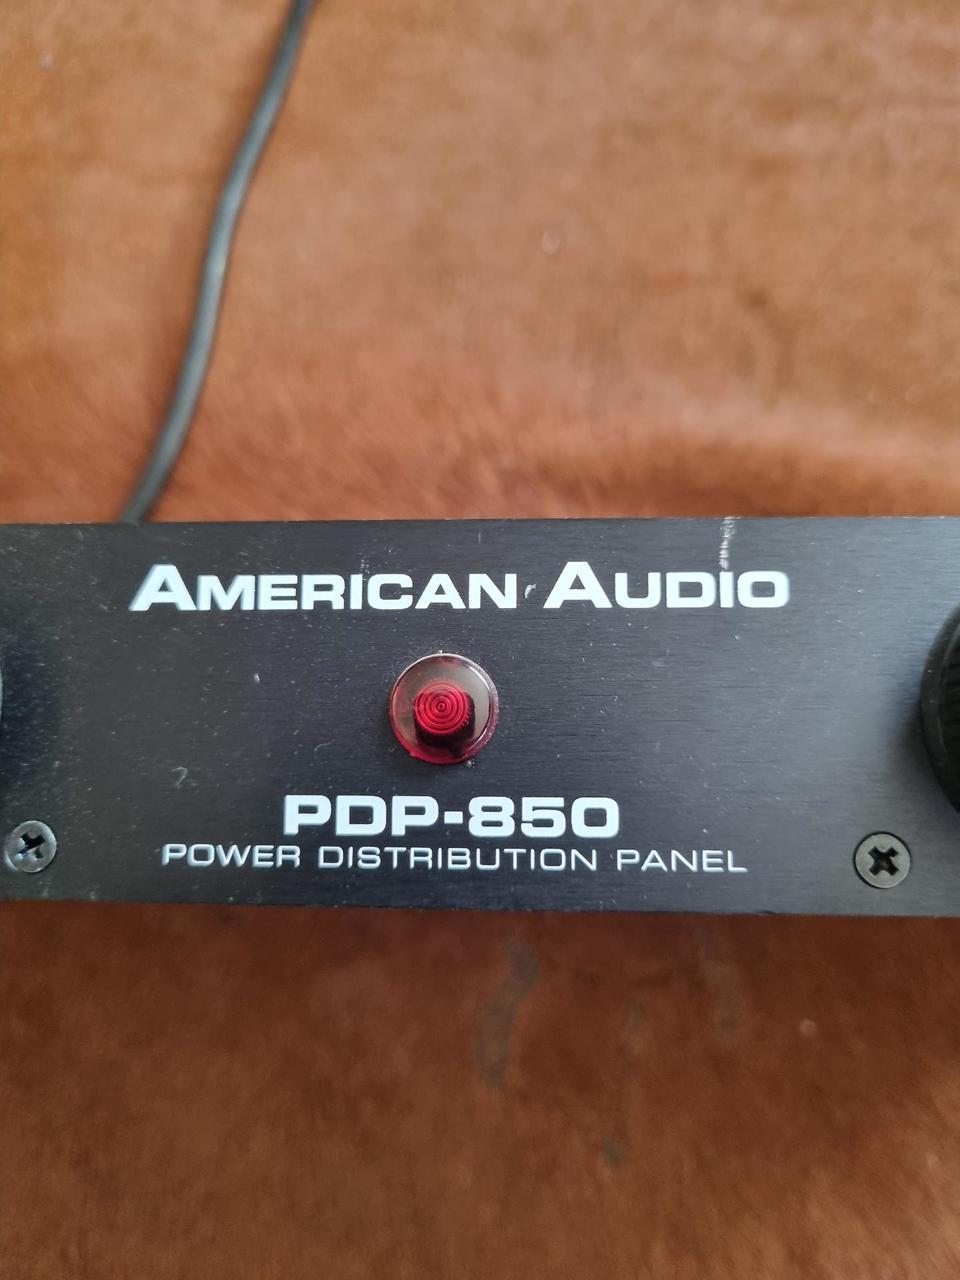 AMERICAN AUDIO
PDP-850
POWER DISTRIBUTION PANEL